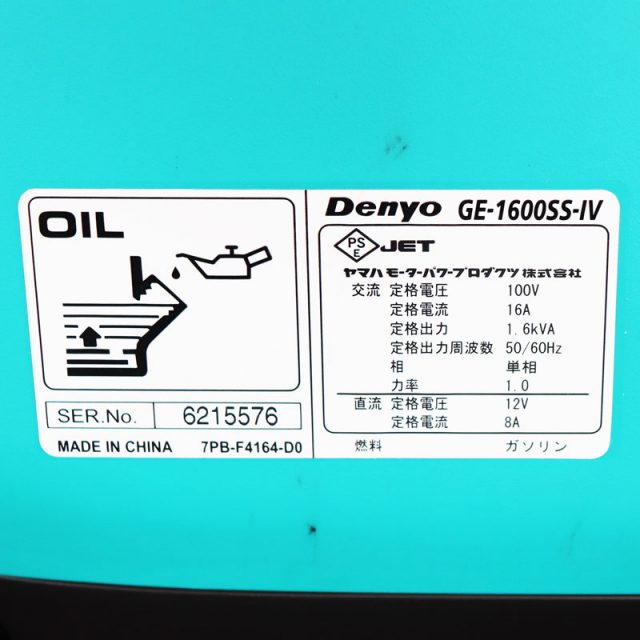 OIL
SER.No. 6215576
MADE IN CHINA 7PB-F4164-D0
Denyo GE-1600SS-IV
PS E JET
ヤマハモーターパワープロダクツ株式会社
交流 定格電圧 100V
定格電流 16A
定格出力 1.6kVA
定格出力周波数 50/60Hz
相 単相
力率 1.0
直流 定格電圧 12V
定格電流 8A
燃料 ガソリン